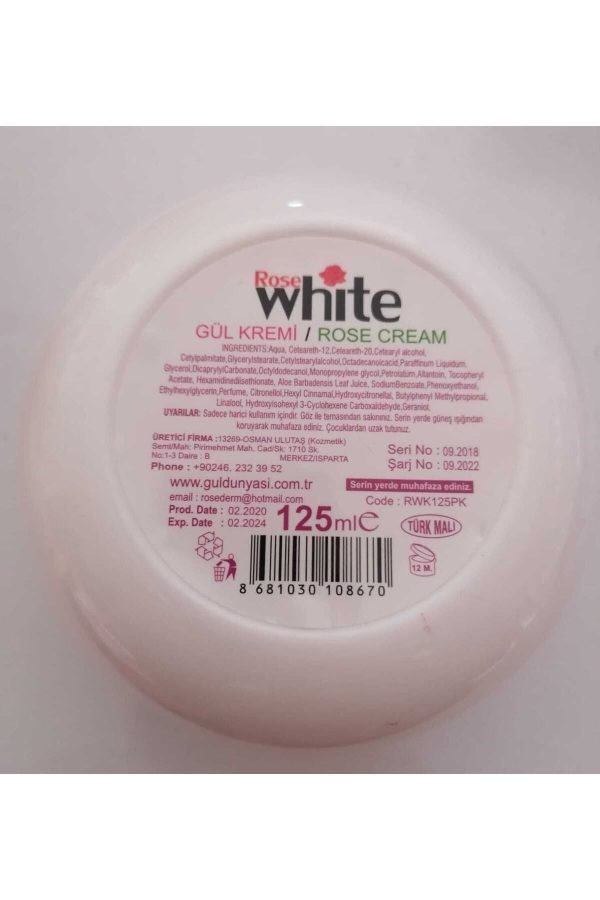 Rose
white
GÜL KREMİ / ROSE CREAM
INGREDIENTS:Aqua, Ceteareth-12,Ceteareth-20,Cetearyl alcohol,
Cetylpalmitate,Glycerylstearate,Cetylstearylalcohol,Octadecanoicacid,Paraffinum Liquidum,
Glycerol,DicaprylylCarbonate,Octyldodecanol,Monopropylene glycol,Petrolatum,Allantoin, Tocopheryl
Acetate, Hexamidinediisethionate, Aloe Barbadensis Leaf Juice, SodiumBenzoate,Phenoxyethanol,
Ethylhexylglycerin,Perfume, Citronellol,Hexyl Cinnamal,Hydroxycitronellal, Butylphenyl Methylpropional,
Linalool, Hydroxyisohexyl 3-Cyclohexene Carboxaldehyde,Geraniol,
UYARILAR: Sadece harici kullanım içindir. Göz ile temasından sakınınız. Serin yerde güneş ışığından
koruyarak muhafaza ediniz. Çocuklardan uzak tutunuz.
ÜRETİCİ FİRMA :13269-OSMAN ULUTAŞ (Kozmetik)
Semt/Mah: Pirimehmet Mah. Cad/Sk: 1710 Sk.
No:1-3 Daire : B MERKEZ/ISPARTA
Phone : +90246. 232 39 52
Seri No : 09.2018
Şarj No : 09.2022
www.guldunyasi.com.tr
Serin yerde muhafaza ediniz.
email : rosederm@hotmail.com
Code : RWK125PK
Prod. Date : 02.2020
Exp. Date : 02.2024
125ml℮
TÜRK MALI
12 M.
8 681030 108670